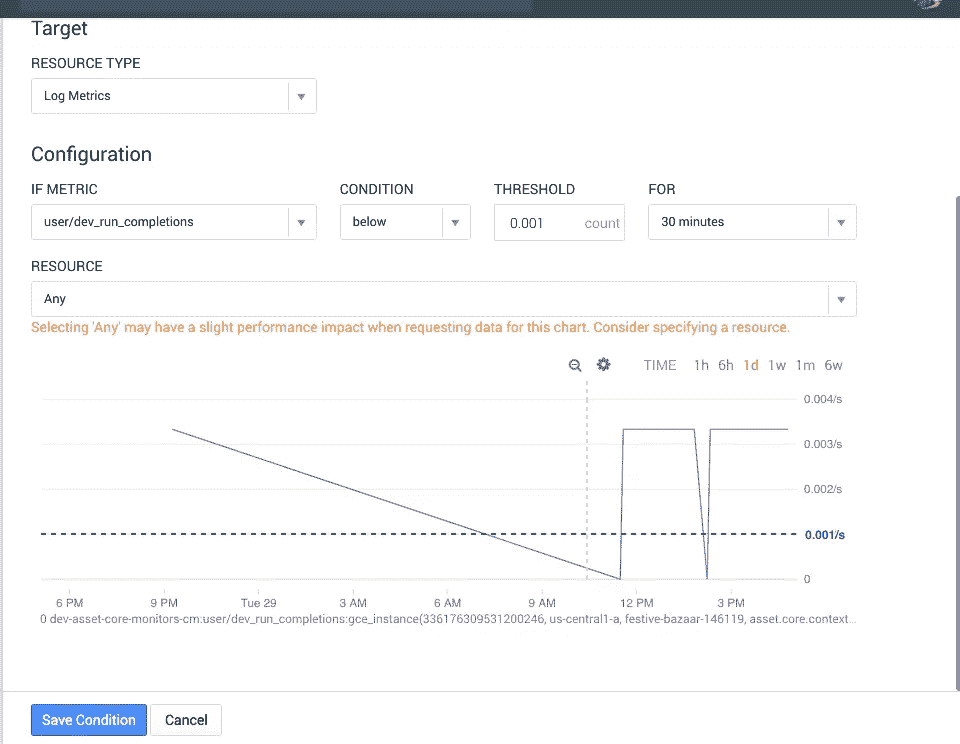 Target
RESOURCE TYPE
Log Metrics
Configuration
IF METRIC CONDITION THRESHOLD FOR
user/dev_run_completions below 0.001 count 30 minutes
RESOURCE
Any
Selecting 'Any' may have a slight performance impact when requesting data for this chart. Consider specifying a resource.
TIME 1h 6h 1d 1w 1m 6w
0.004/s
0.003/s
0.002/s
0.001/s
0
6 PM 9 PM Tue 29 3 AM 6 AM 9 AM 12 PM 3 PM
0 dev-asset-core-monitors-cm:user/dev_run_completions:gce_instance(336176309531200246, us-central1-a, festive-bazaar-146119, asset.core.context...
Save Condition Cancel